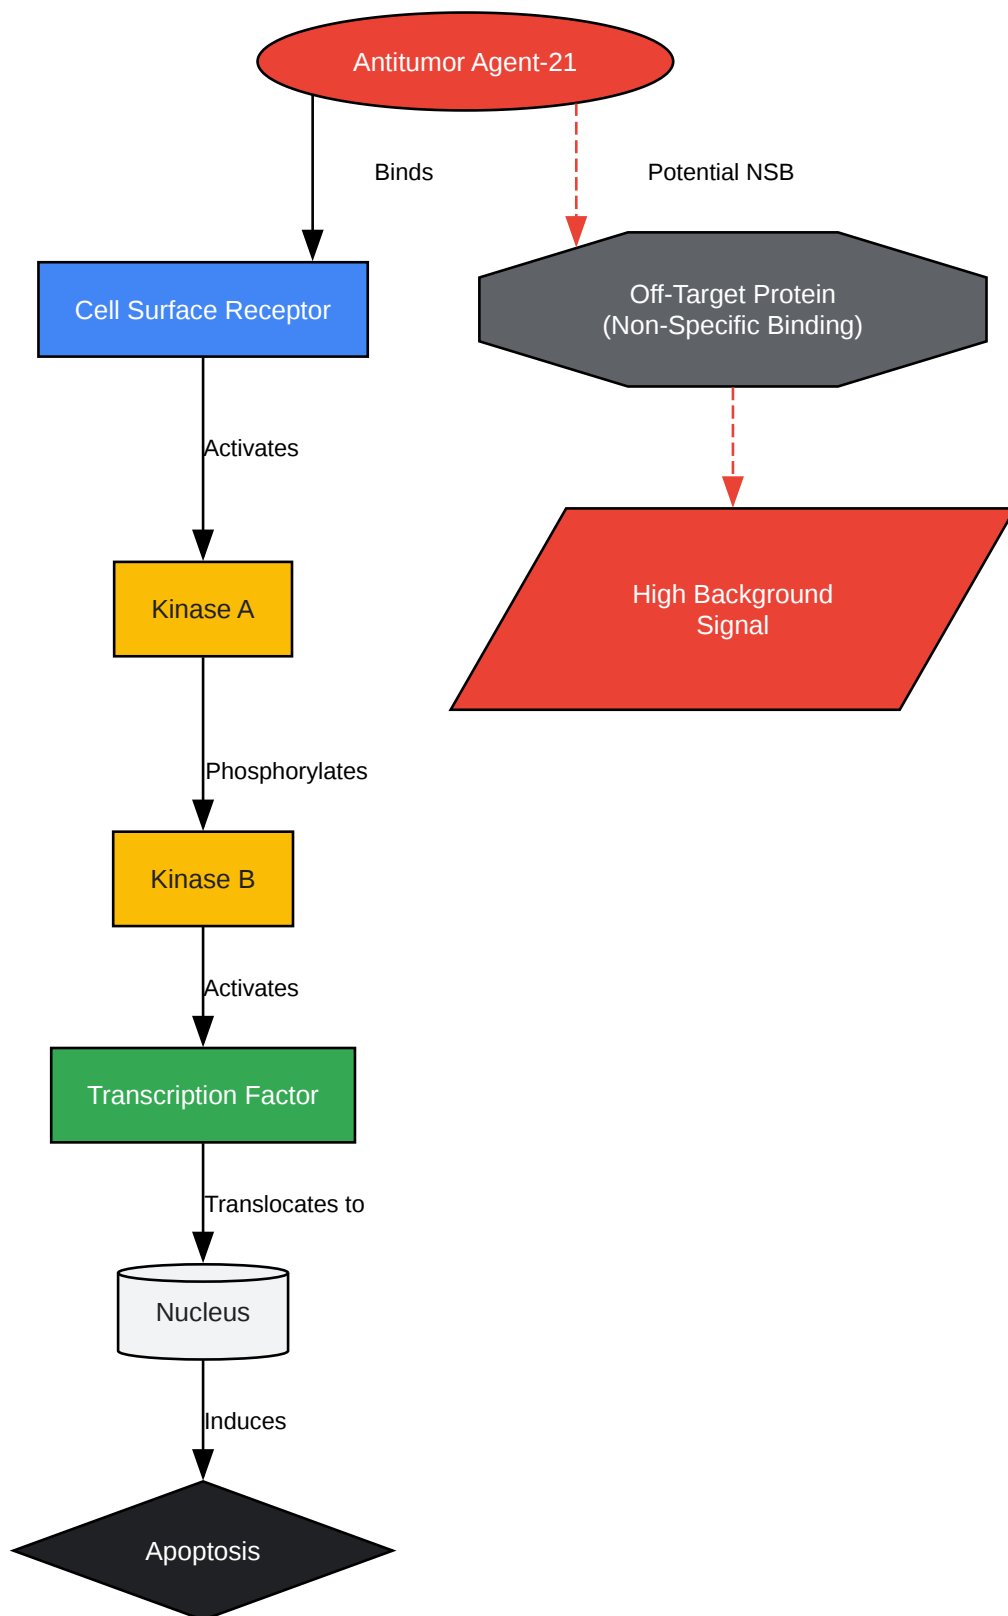 Antitumor Agent-21
Binds
Potential NSB
Cell Surface Receptor
Off-Target Protein
(Non-Specific Binding)
Activates
High Background
Signal
Kinase A
Phosphorylates
Kinase B
Activates
Transcription Factor
Translocates to
Nucleus
Induces
Apoptosis